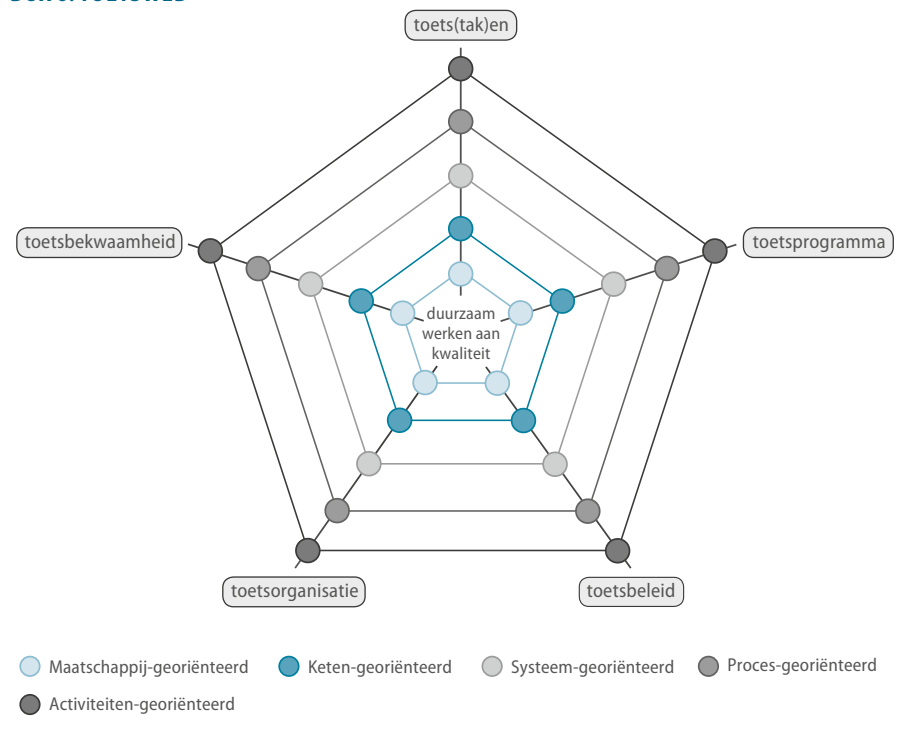 toets(tak)en
toetsbekwaamheid
toetsprogramma
duurzaam
werken aan
kwaliteit
toetsorganisatie
toetsbeleid
Maatschappij-georiënteerd
Keten-georiënteerd
Systeem-georiënteerd
Proces-georiënteerd
Activiteiten-georiënteerd